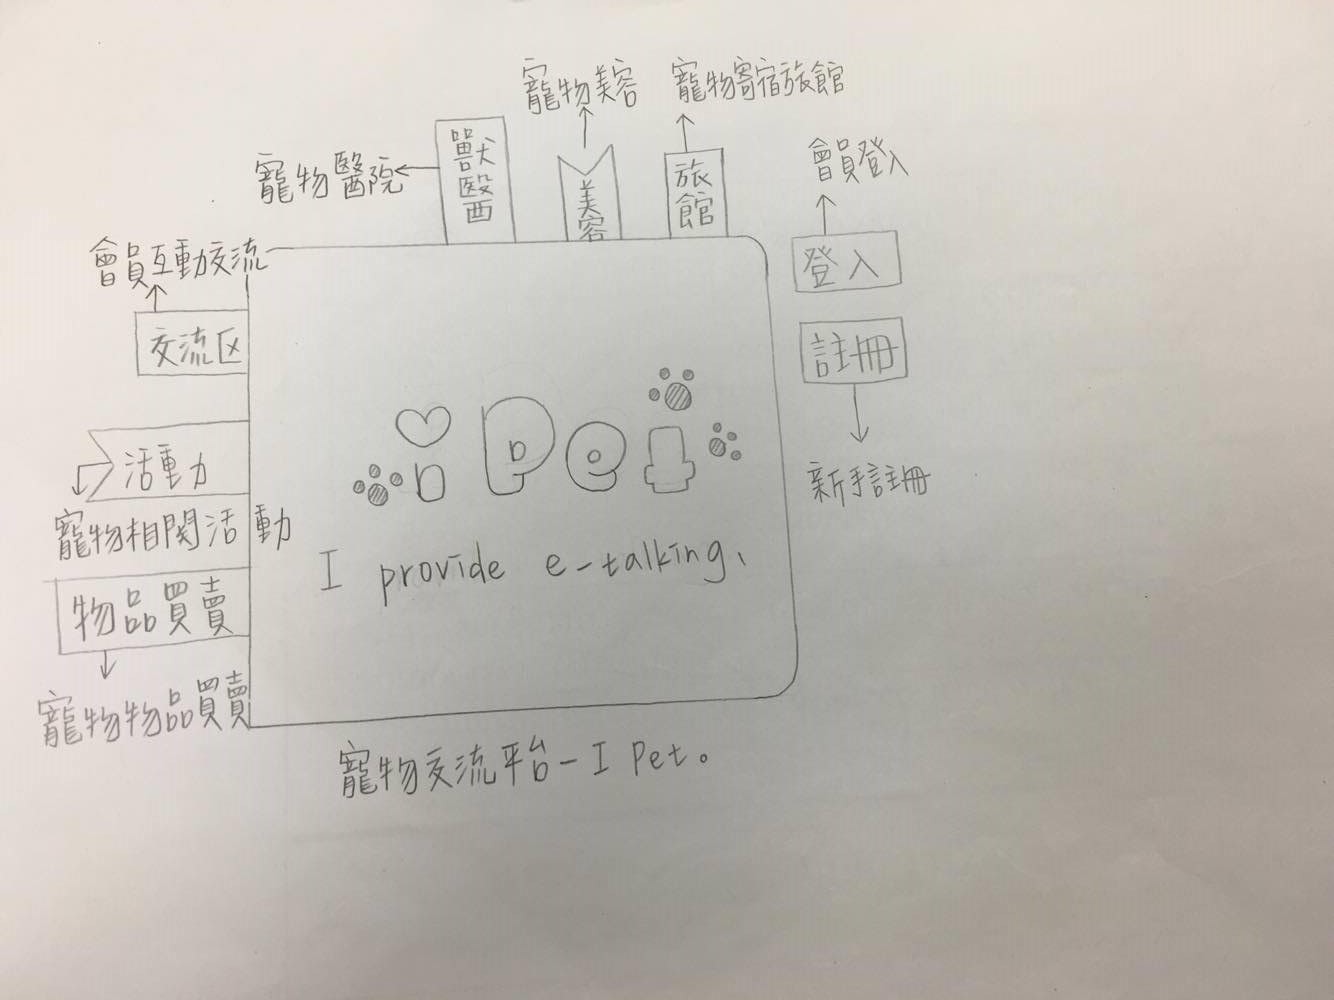 寵物美容
寵物寄宿旅館
寵物醫院
獸醫
美容
旅館
會員登入
登入
會員互動交流
交流区
註冊
新手註冊
活動
寵物相関活動
i Pet
I provide e-talking、
物品買賣
寵物物品買賣
寵物交流平台-I Pet。